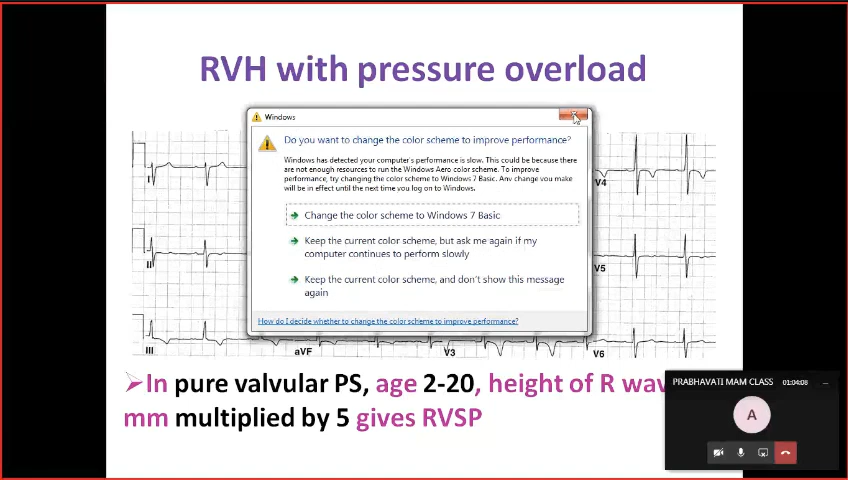 RVH with pressure overload
Windows
Do you want to change the color scheme to improve performance?
Windows has detected your computer's performance is slow. This could be because there
are not enough resources to run the Windows Aero color scheme. To improve
performance, try changing the color scheme to Windows 7 Basic. Any change you make
will be in effect until the next time you log on to Windows.
Change the color scheme to Windows 7 Basic
Keep the current color scheme, but ask me again if my
computer continues to perform slowly
Keep the current color scheme, and don't show this message
again
How do I decide whether to change the color scheme to improve performance?
I
V4
II
V5
III
aVF
V3
V6
In pure valvular PS, age 2-20, height of R wav
mm multiplied by 5 gives RVSP
PRABHAVATI MAM CLASS 01:04:08
A